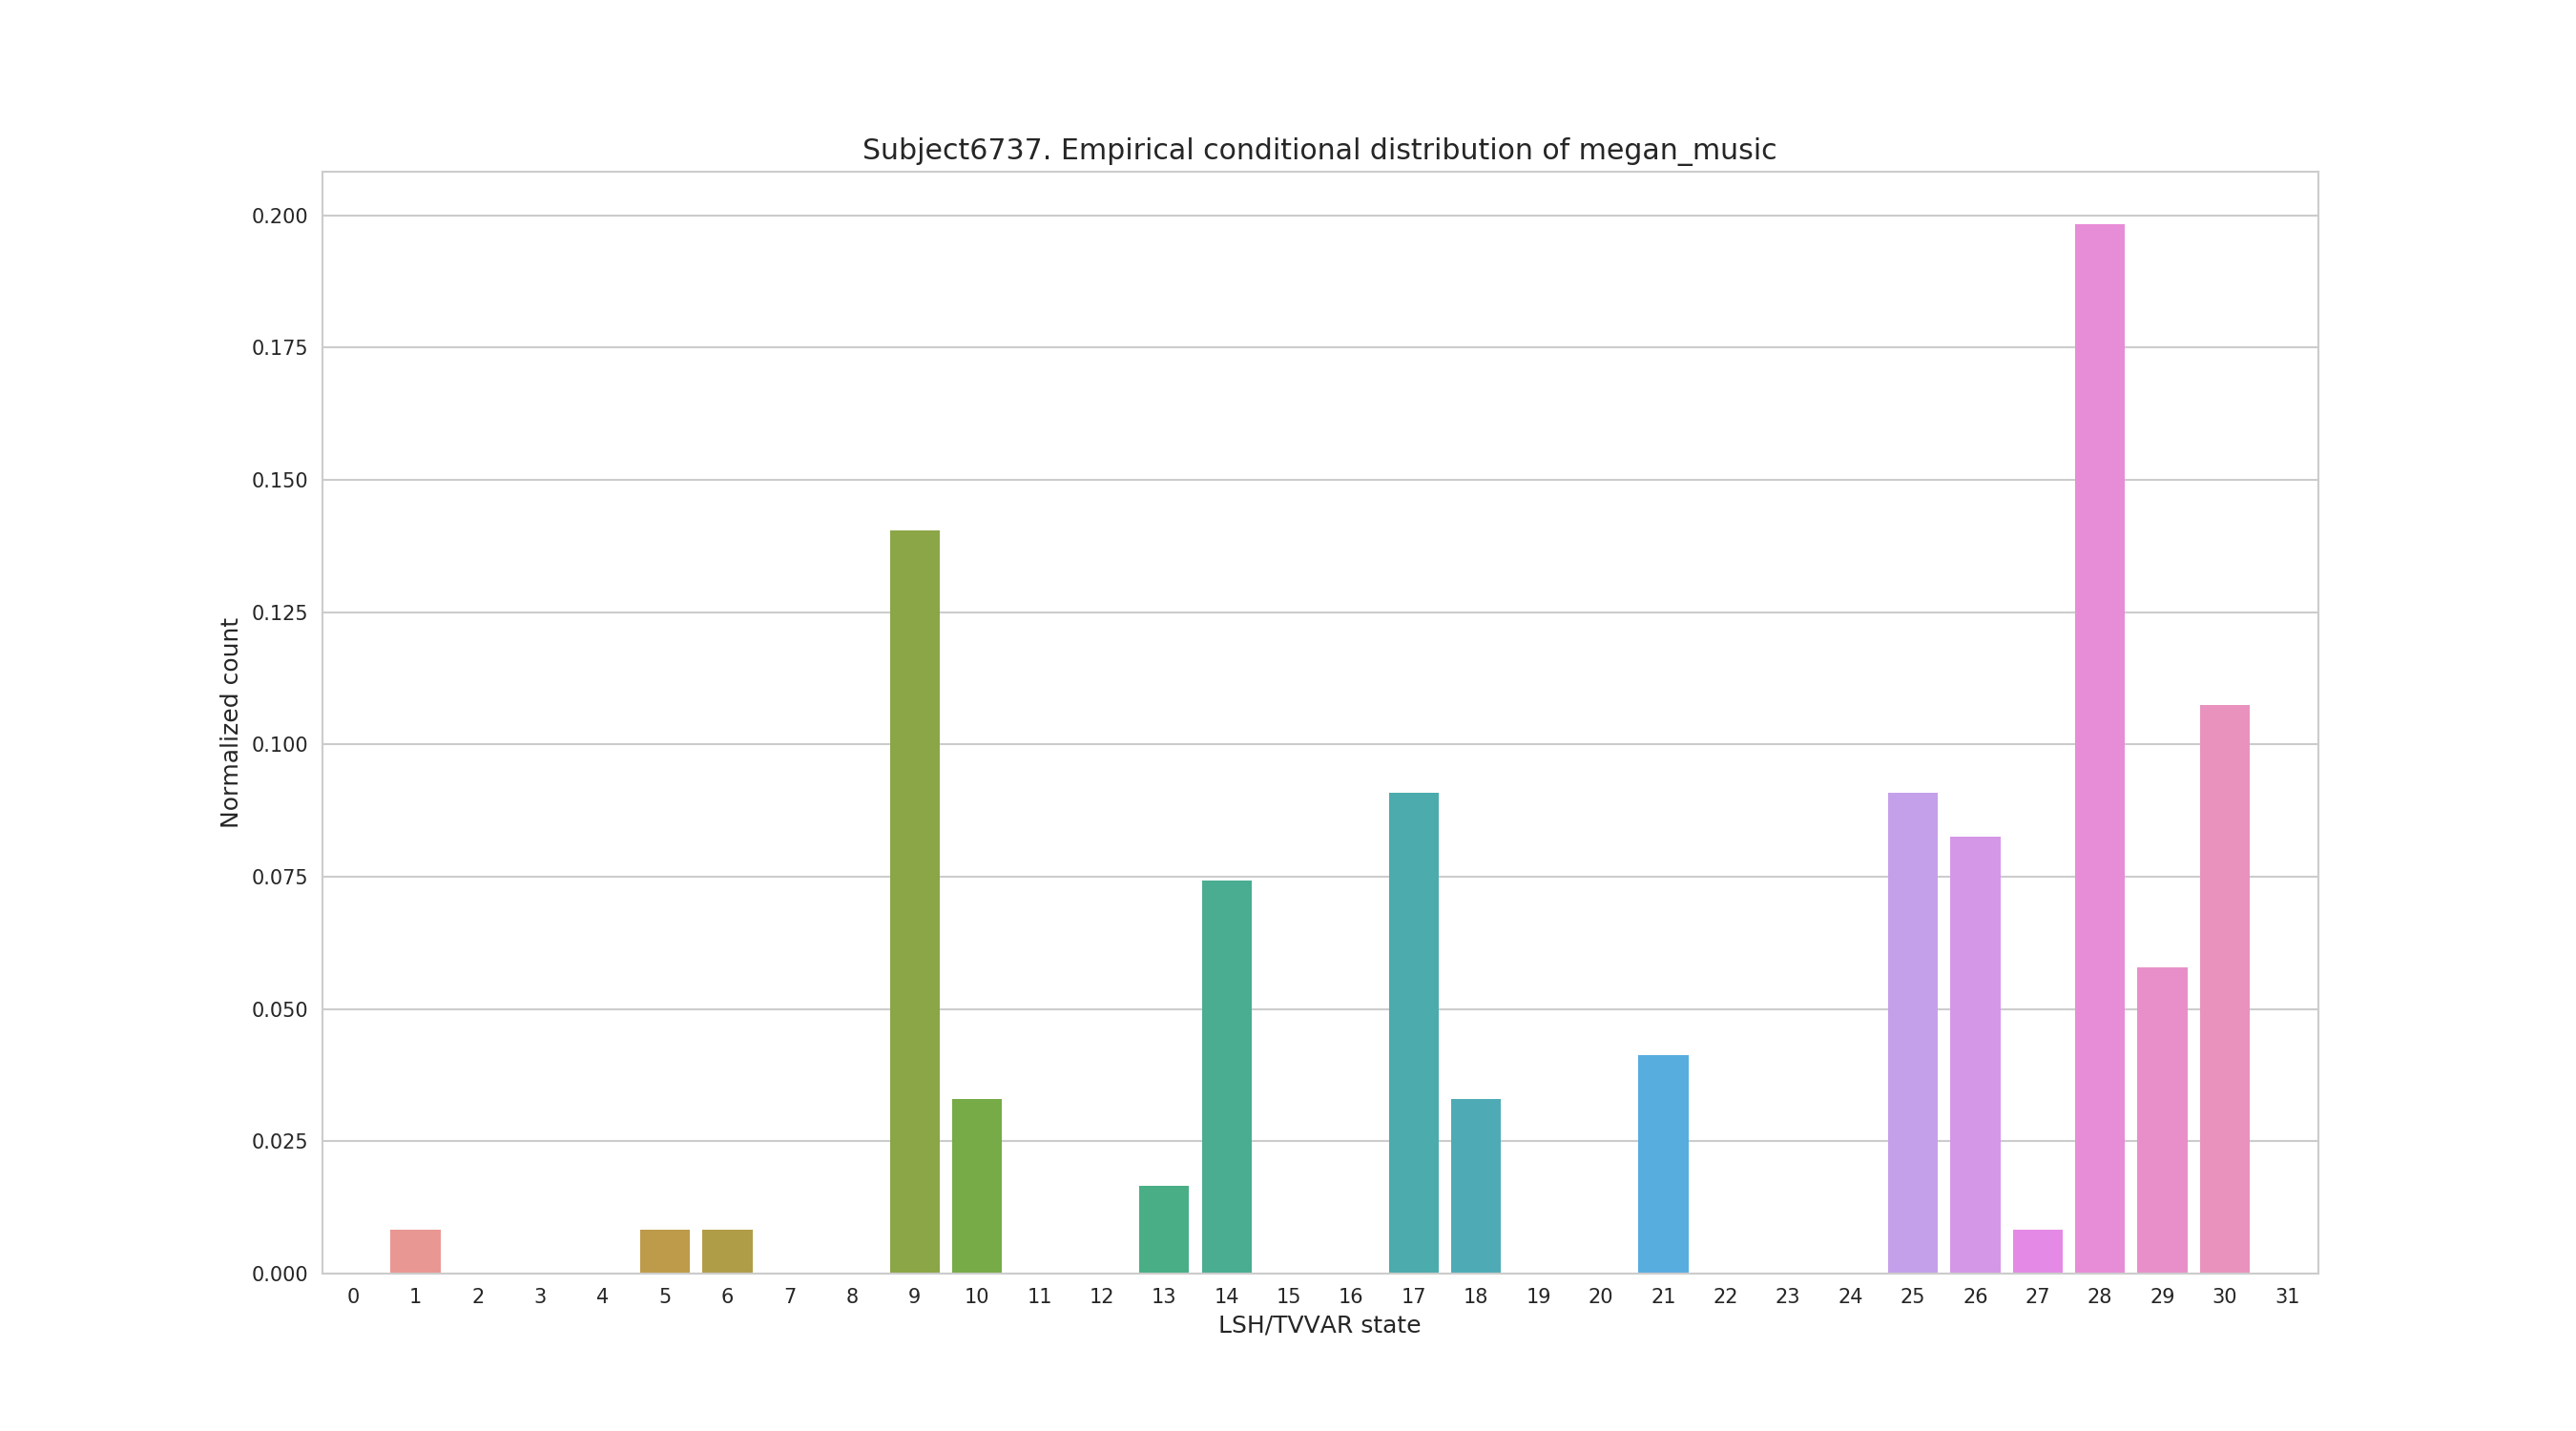 Subject6737. Empirical conditional distribution of megan_music
Normalized count
0.200
0.175
0.150
0.125
0.100
0.075
0.050
0.025
0.000
0 1 2 3 4 5 6 7 8 9 10 11 12 13 14 15 16 17 18 19 20 21 22 23 24 25 26 27 28 29 30 31
LSH/TVVAR state